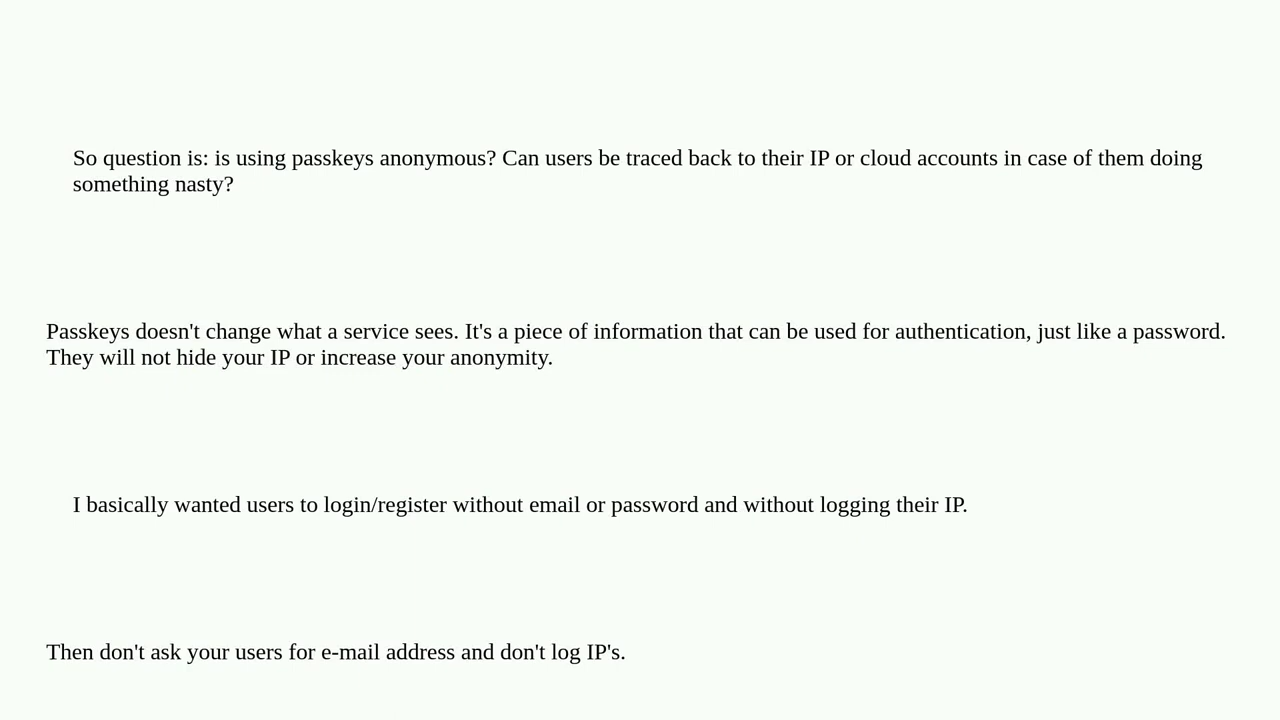 So question is: is using passkeys anonymous? Can users be traced back to their IP or cloud accounts in case of them doing
something nasty?
Passkeys doesn't change what a service sees. It's a piece of information that can be used for authentication, just like a password.
They will not hide your IP or increase your anonymity.
I basically wanted users to login/register without email or password and without logging their IP.
Then don't ask your users for e-mail address and don't log IP's.